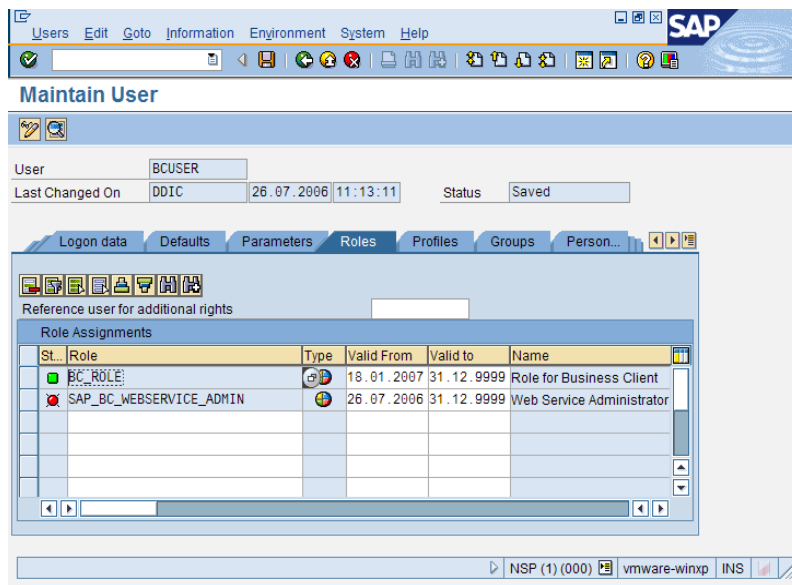 Users Edit Goto Information Environment System Help
SAP
Maintain User
User BCUSER
Last Changed On DDIC 26.07.2006 11:13:11 Status Saved
Logon data Defaults Parameters Roles Profiles Groups Person...
Reference user for additional rights
Role Assignments
St... Role Type Valid From Valid to Name
BC_ROLE 18.01.2007 31.12.9999 Role for Business Client
SAP_BC_WEBSERVICE_ADMIN 26.07.2006 31.12.9999 Web Service Administrator
NSP (1) (000) vmware-winxp INS